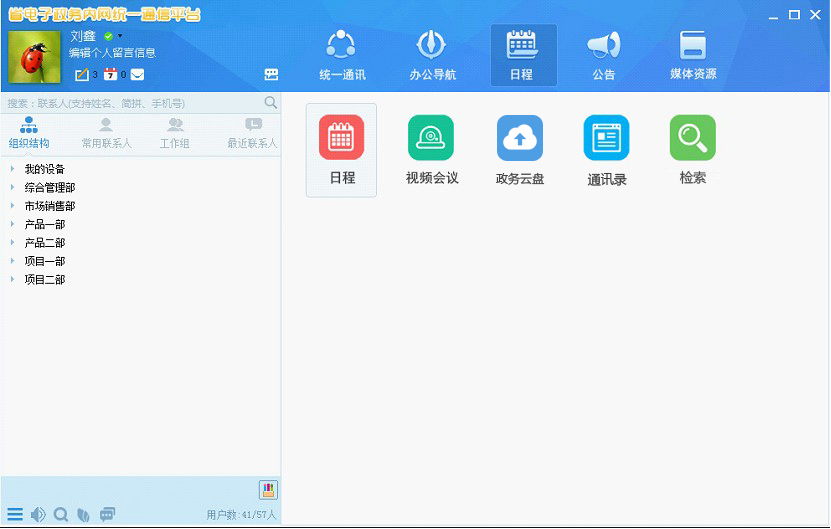 省电子政务内网统一通信平台
刘鑫
编辑个人留言信息
3 0
统一通讯 办公导航 日程 公告 媒体资源
搜索：联系人(支持姓名、简拼、手机号)
组织结构 常用联系人 工作组 最近联系人
我的设备
综合管理部
市场销售部
产品一部
产品二部
项目一部
项目二部
日程 视频会议 政务云盘 通讯录 检索
用户数:41/57人